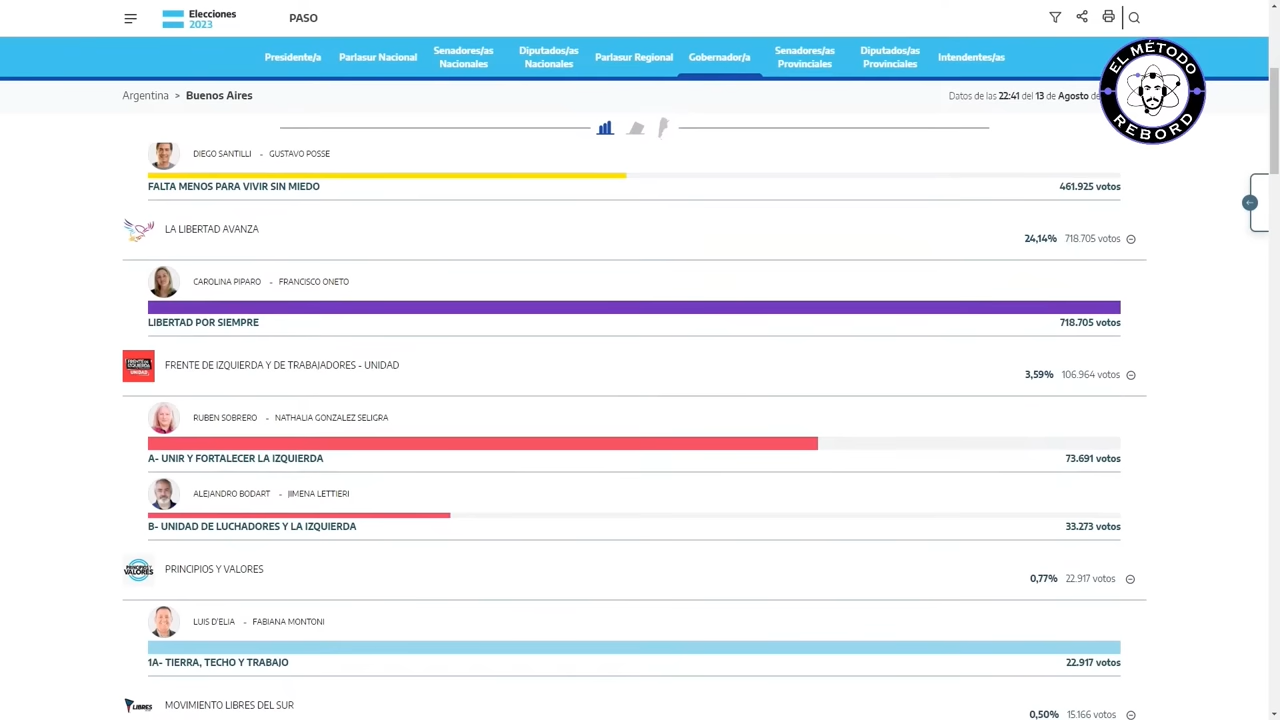 Elecciones
2023
PASO
Presidente/a
Parlasur Nacional
Senadores/as
Nacionales
Diputados/as
Nacionales
Parlasur Regional
Gobernador/a
Senadores/as
Provinciales
Diputados/as
Provinciales
Intendentes/as
EL MÉTODO
REBORD
Argentina > Buenos Aires
Datos de las 22:41 del 13 de Agosto de
DIEGO SANTILLI - GUSTAVO POSSE
FALTA MENOS PARA VIVIR SIN MIEDO 461.925 votos
LA LIBERTAD AVANZA
24,14% 718.705 votos
CAROLINA PIPARO - FRANCISCO ONETO
LIBERTAD POR SIEMPRE 718.705 votos
FRENTE DE IZQUIERDA Y DE TRABAJADORES - UNIDAD
3,59% 106.964 votos
RUBEN SOBRERO - NATHALIA GONZALEZ SELIGRA
A- UNIR Y FORTALECER LA IZQUIERDA 73.691 votos
ALEJANDRO BODART - JIMENA LETTIERI
B- UNIDAD DE LUCHADORES Y LA IZQUIERDA 33.273 votos
PRINCIPIOS Y VALORES
0,77% 22.917 votos
LUIS D'ELIA - FABIANA MONTONI
1A- TIERRA, TECHO Y TRABAJO 22.917 votos
LIBRES
MOVIMIENTO LIBRES DEL SUR
0,50% 15.166 votos